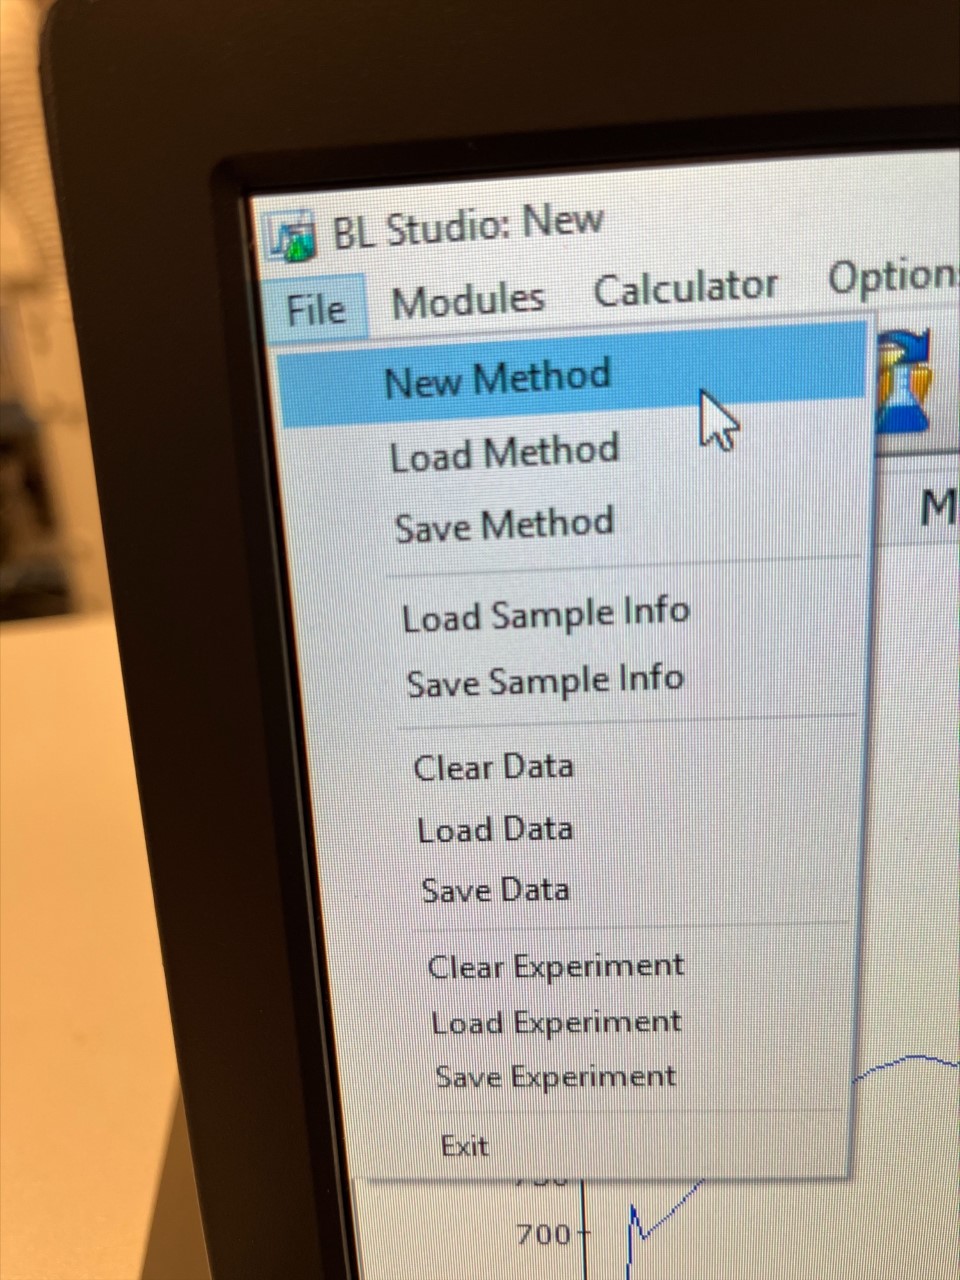 BL Studio: New
File Modules Calculator Option
New Method
Load Method
Save Method
M
Load Sample Info
Save Sample Info
Clear Data
Load Data
Save Data
Clear Experiment
Load Experiment
Save Experiment
Exit
700